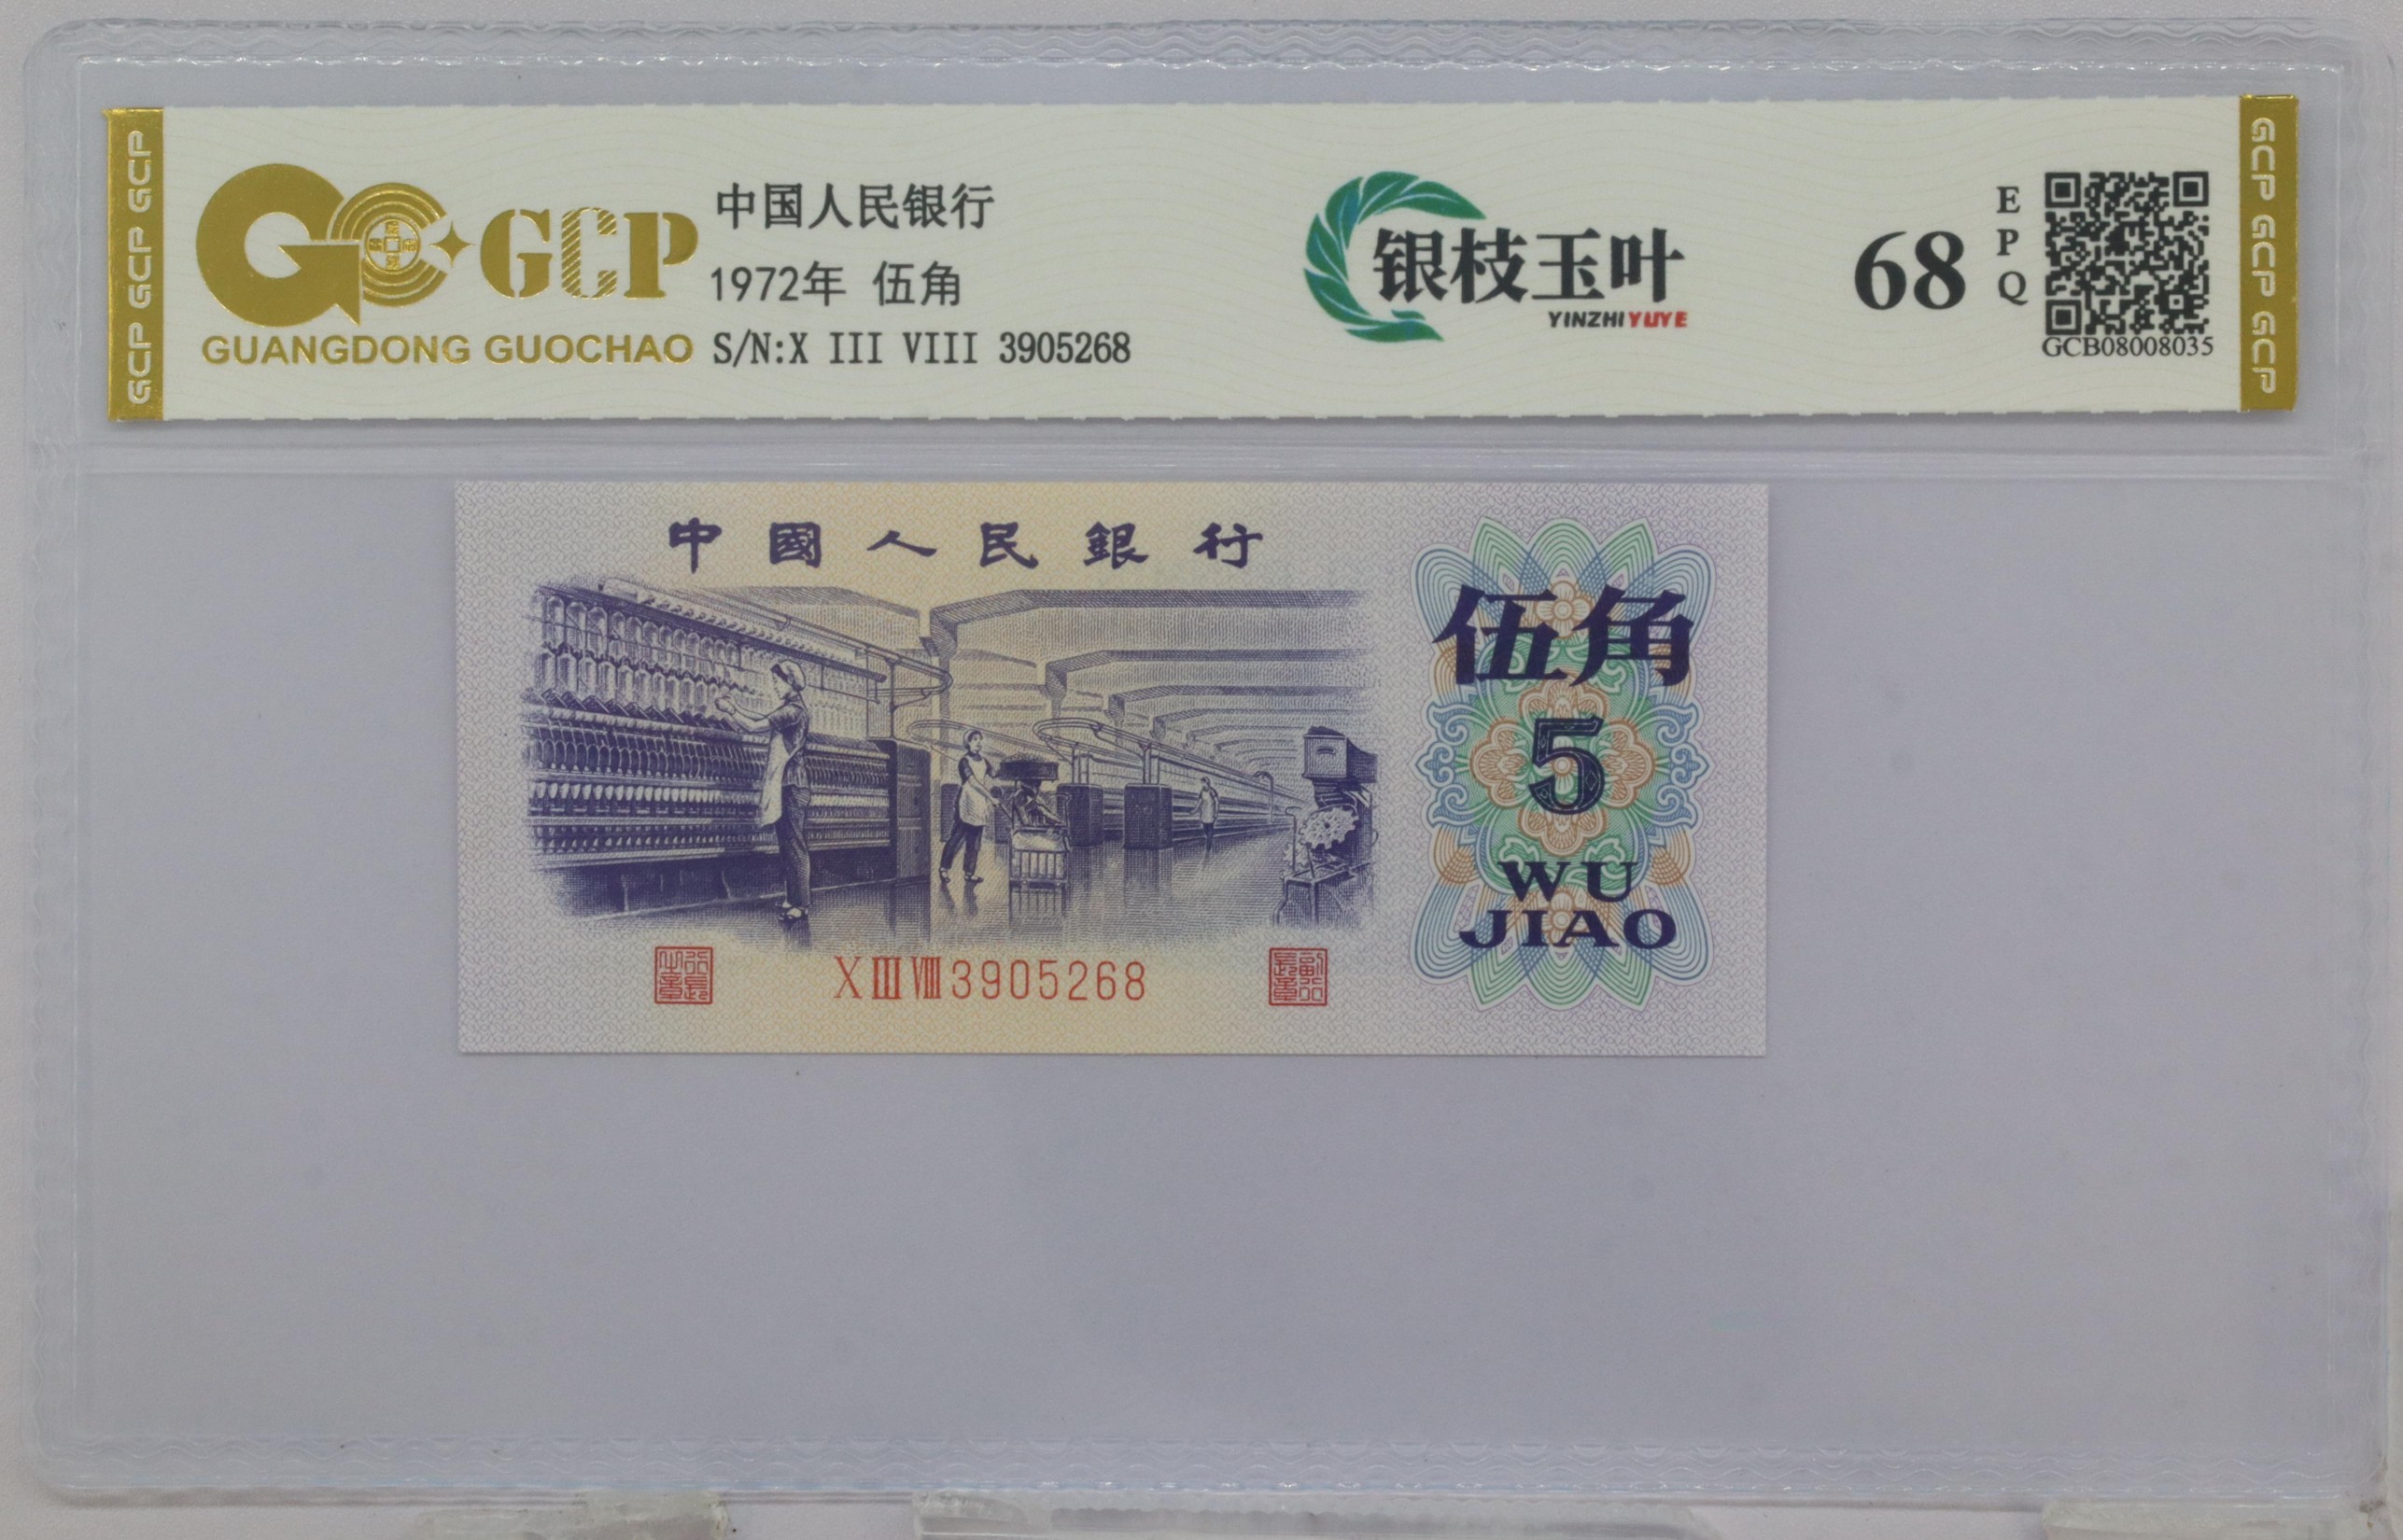 GCP GCP GCP
GCP
GUANGDONG GUOCHAO
中国人民银行
1972年 伍角
S/N:X III VIII 3905268
银枝玉叶
YINZHIYUYE
68
EPQ
GCB08008035
GCP GCP GCP
中國人民銀行
伍角
5
WU
JIAO
X III VIII 3905268